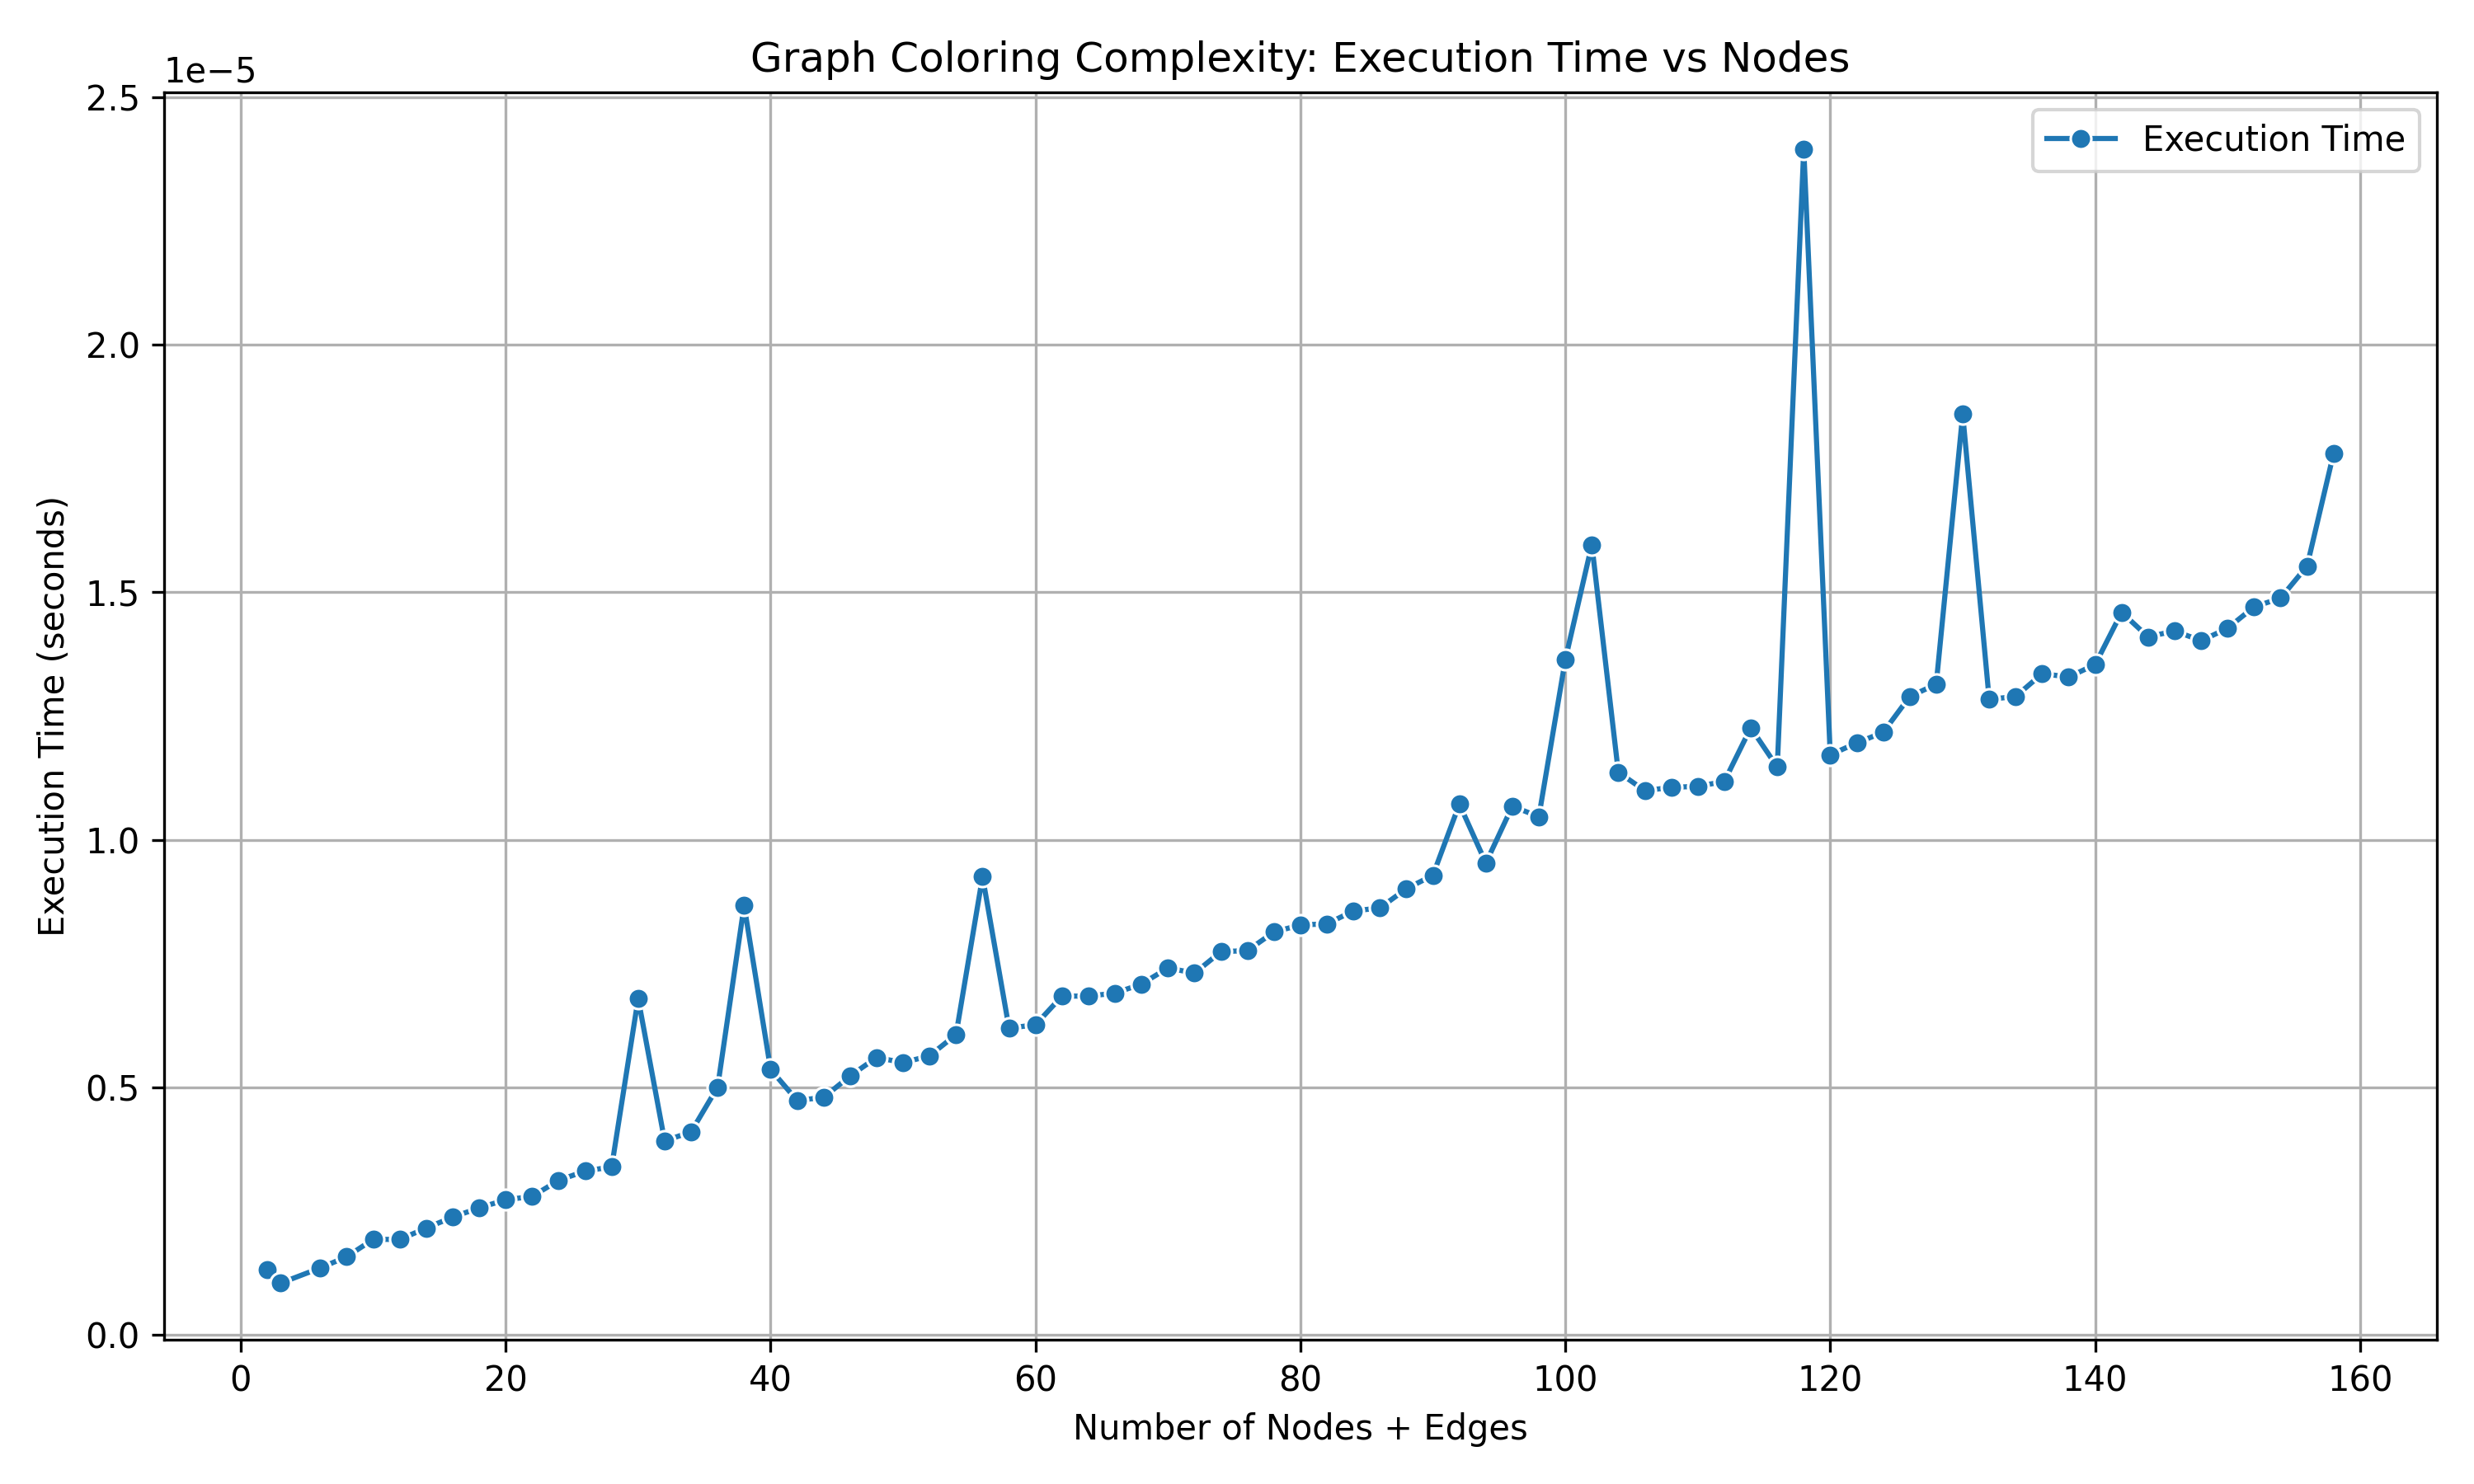 Graph Coloring Complexity: Execution Time vs Nodes
1e−5
2.5
2.0
1.5
1.0
0.5
0.0
Execution Time (seconds)
Execution Time
0 20 40 60 80 100 120 140 160
Number of Nodes + Edges